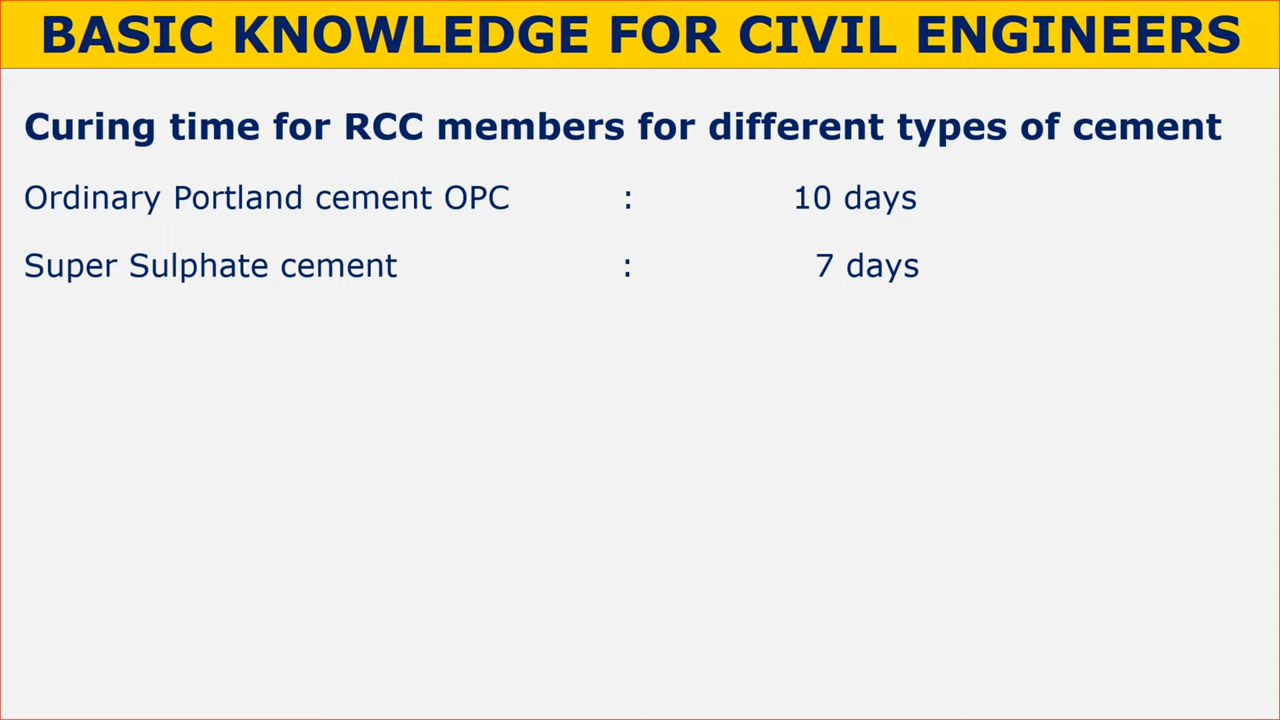 BASIC KNOWLEDGE FOR CIVIL ENGINEERS
Curing time for RCC members for different types of cement
Ordinary Portland cement OPC : 10 days
Super Sulphate cement : 7 days